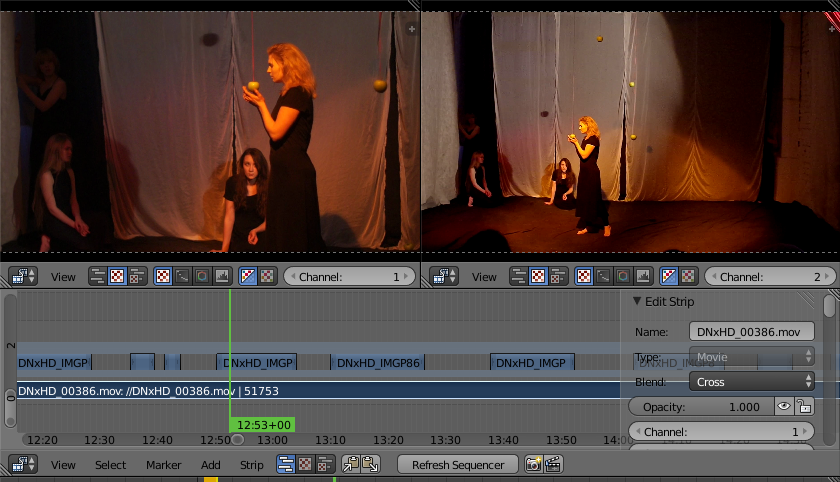 View Channel: 1
View Channel: 2
Edit Strip
Name: DNxHD_00386.mov
Type: Movie
Blend: Cross
Opacity: 1.000
Channel: 1
2
DNxHD_IMGP DNxHD_IMGP DNxHD_IMGP86 DNxHD_IMGP
0
DNxHD_00386.mov: //DNxHD_00386.mov | 51753
12:53+00
12:20 12:30 12:40 12:50 13:00 13:10 13:20 13:30 13:40 13:50 14:00
View Select Marker Add Strip Refresh Sequencer